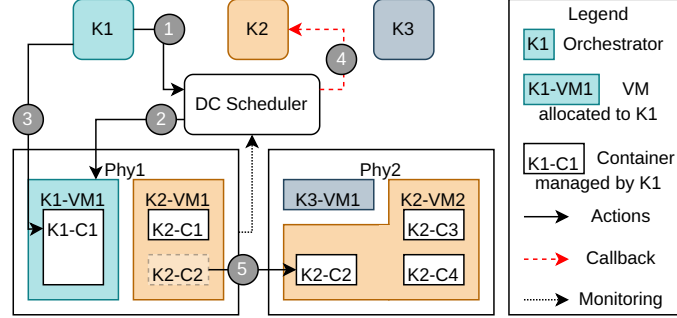 K1
1
K2
K3
4
DC Scheduler
3
2
Phy1
K1-VM1
K1-C1
K2-VM1
K2-C1
K2-C2
5
Phy2
K3-VM1
K2-VM2
K2-C3
K2-C2
K2-C4
Legend
K1 Orchestrator
K1-VM1 VM
allocated to K1
K1-C1 Container
managed by K1
Actions
Callback
Monitoring